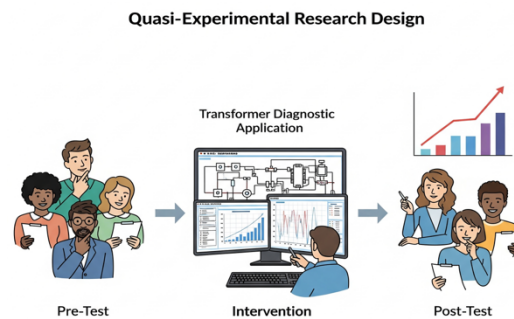 Quasi-Experimental Research Design
Transformer Diagnostic
Application
Pre-Test
Intervention
Post-Test